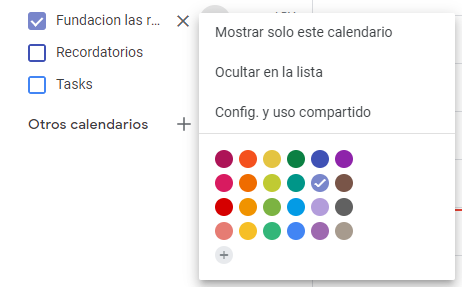 Fundacion las r...
Recordatorios
Tasks
Otros calendarios
Mostrar solo este calendario
Ocultar en la lista
Config. y uso compartido